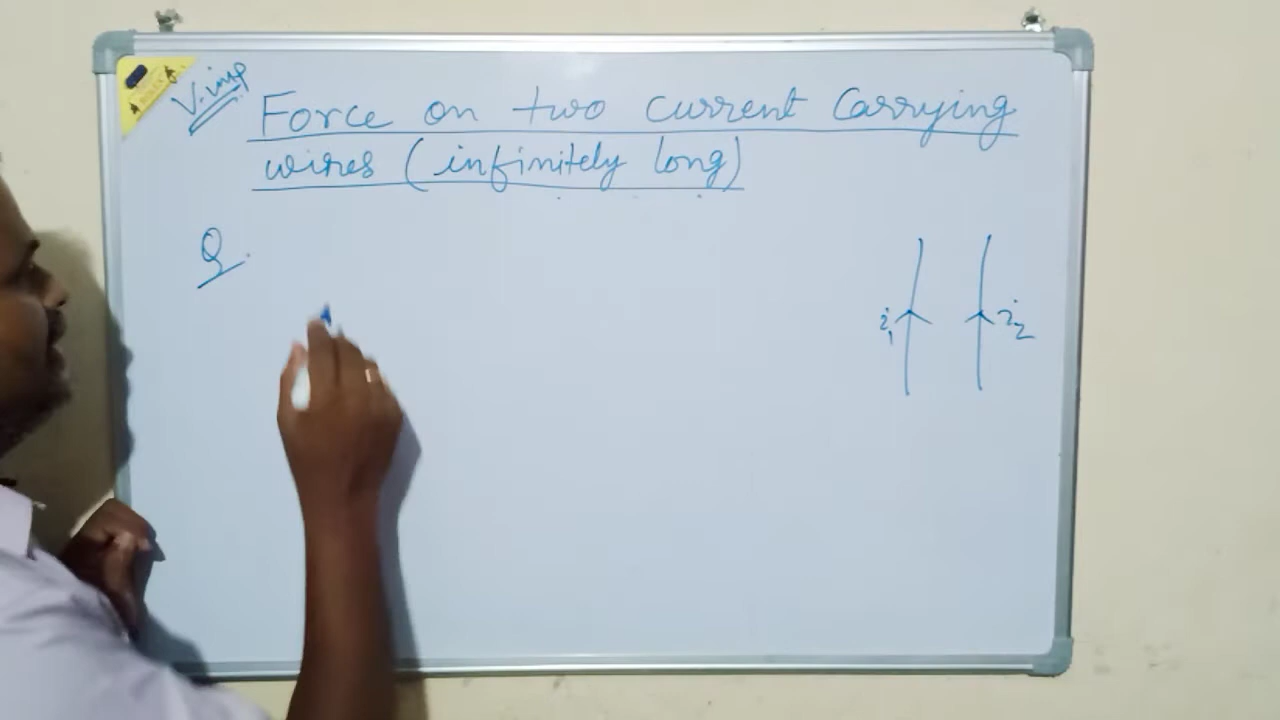 V. imp
Force on two current Carrying
wires (infinitely long)
Q.
i1 i2